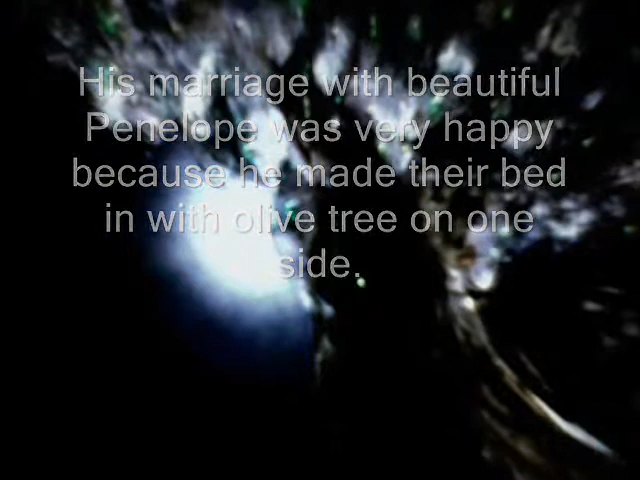 His marriage with beautiful
Penelope was very happy
because he made their bed
in with olive tree on one
side.